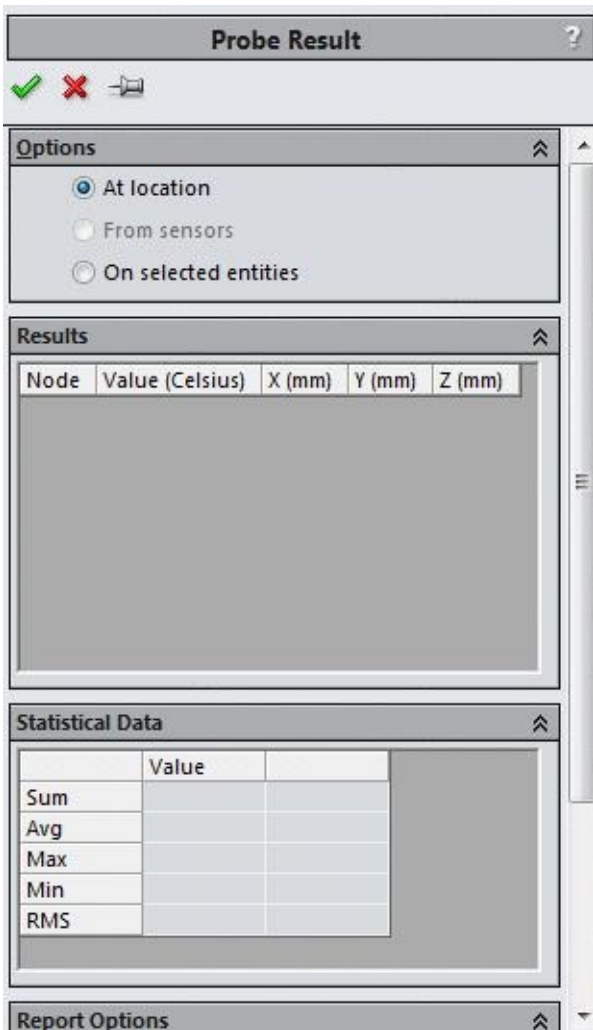 Probe Result ?
Options
At location
From sensors
On selected entities
Results
Node Value (Celsius) X (mm) Y (mm) Z (mm)
Statistical Data
Value
Sum
Avg
Max
Min
RMS
Report Options